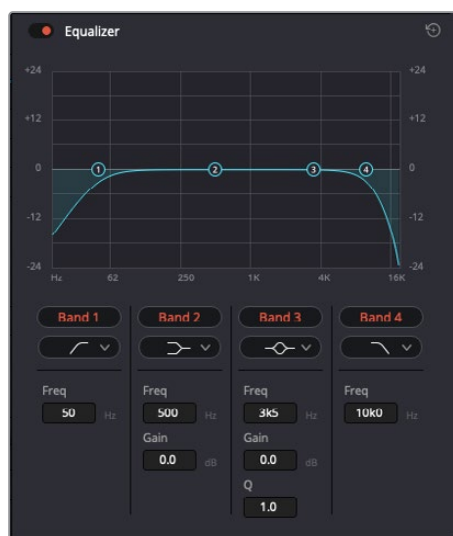 Equalizer
+24 +24
+12 +12
0 1 2 3 4 0
-12 -12
-24 -24
Hz 62 250 1K 4K 16K
Band 1 Band 2 Band 3 Band 4
Freq Freq Freq Freq
50 Hz 500 Hz 3k5 Hz 10k0 Hz
Gain Gain
0.0 dB 0.0 dB
Q
1.0